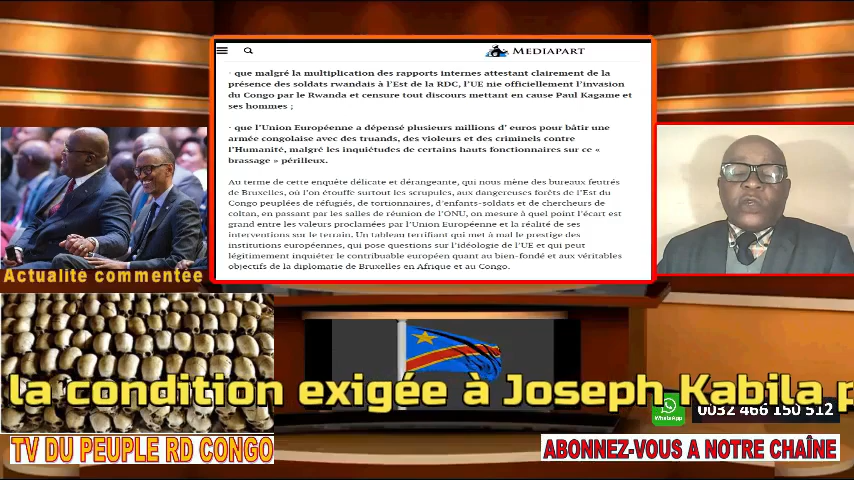 MEDIAPART
· que malgré la multiplication des rapports internes attestant clairement de la
présence des soldats rwandais à l'Est de la RDC, l'UE nie officiellement l'invasion
du Congo par le Rwanda et censure tout discours mettant en cause Paul Kagame et
ses hommes ;
· que l'Union Européenne a dépensé plusieurs millions d' euros pour bâtir une
armée congolaise avec des truands, des violeurs et des criminels contre
l'Humanité, malgré les inquiétudes de certains hauts fonctionnaires sur ce «
brassage » périlleux.
Au terme de cette enquête délicate et dérangeante, qui nous mène des bureaux feutrés
de Bruxelles, où l'on étouffe surtout les scrupules, aux dangereuses forêts de l'Est du
Congo peuplées de réfugiés, de tortionnaires, d'enfants-soldats et de chercheurs de
coltan, en passant par les salles de réunion de l'ONU, on mesure à quel point l'écart est
grand entre les valeurs proclamées par l'Union Européenne et la réalité de ses
interventions sur le terrain. Un tableau terrifiant qui met à mal le prestige des
institutions européennes, qui pose questions sur l'idéologie de l'UE et qui peut
légitimement inquiéter le contribuable européen quant au bien-fondé et aux véritables
objectifs de la diplomatie de Bruxelles en Afrique et au Congo.
Actualité commentée
la condition exigée à Joseph Kabila p
WhatsApp
0032 466 150 512
TV DU PEUPLE RD CONGO
ABONNEZ-VOUS A NOTRE CHAÎNE